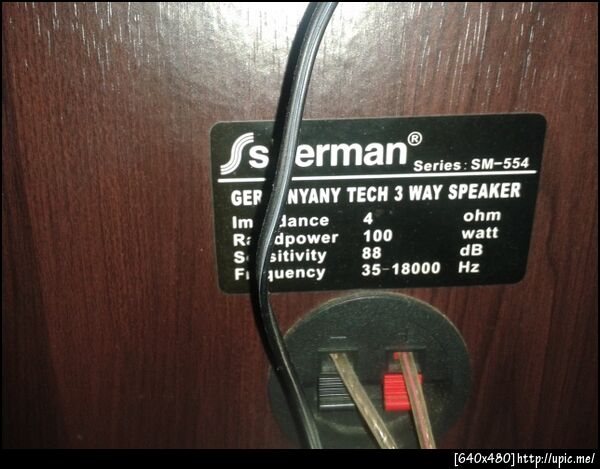 sherman®
Series: SM-554
TECH 3 WAY SPEAKER
4 ohm
100 watt
88 dB
35-18000 Hz
[640x480]http://upic.me/